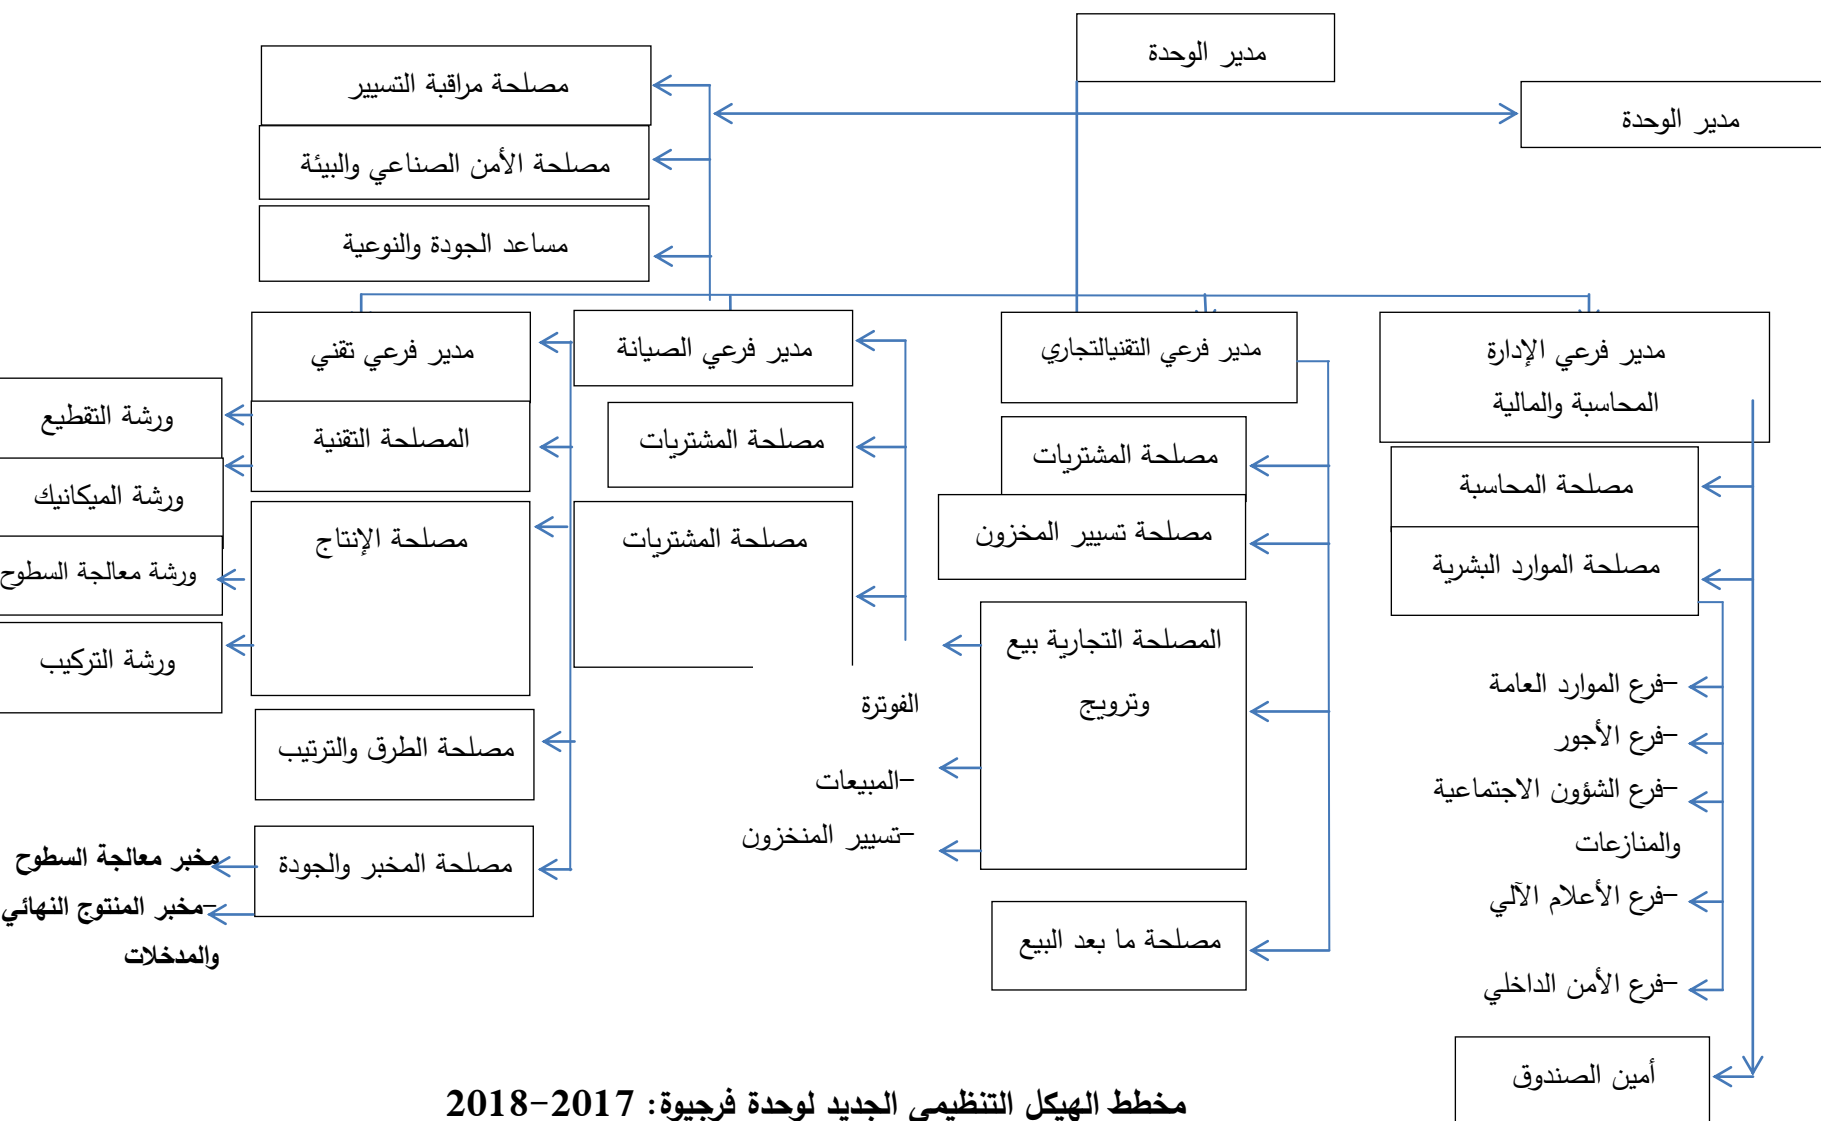 مدير الوحدة
مدير الوحدة
مصلحة مراقبة التسيير
مصلحة الأمن الصناعي والبيئة
مساعد الجودة والنوعية
مدير فرعي الإدارة
المحاسبة والمالية
مصلحة المحاسبة
مصلحة الموارد البشرية
-فرع الموارد العامة
-فرع الأجور
-فرع الشؤون الاجتماعية
والمنازعات
-فرع الأعلام الآلي
-فرع الأمن الداخلي
أمين الصندوق
مدير فرعي التقنيالتجاري
مصلحة المشتريات
مصلحة تسيير المخزون
المصلحة التجارية بيع
وترويج
الفوترة
-المبيعات
-تسيير المنخزون
مصلحة ما بعد البيع
مدير فرعي الصيانة
مصلحة المشتريات
مصلحة المشتريات
مدير فرعي تقني
المصلحة التقنية
مصلحة الإنتاج
مصلحة الطرق والترتيب
مصلحة المخبر والجودة
ورشة التقطيع
ورشة الميكانيك
ورشة معالجة السطوح
ورشة التركيب
مخبر معالجة السطوح
-مخبر المنتوج النهائي
والمدخلات
مخطط الهيكل التنظيمي الجديد لوحدة فرجيوة: 2017-2018